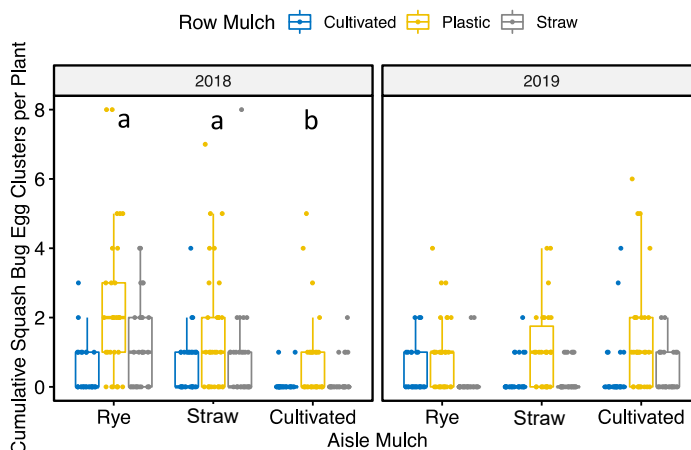 Row Mulch Cultivated Plastic Straw
2018 2019
Cumulative Squash Bug Egg Clusters per Plant
8
6
4
2
0
a a b
Rye Straw Cultivated Rye Straw Cultivated
Aisle Mulch